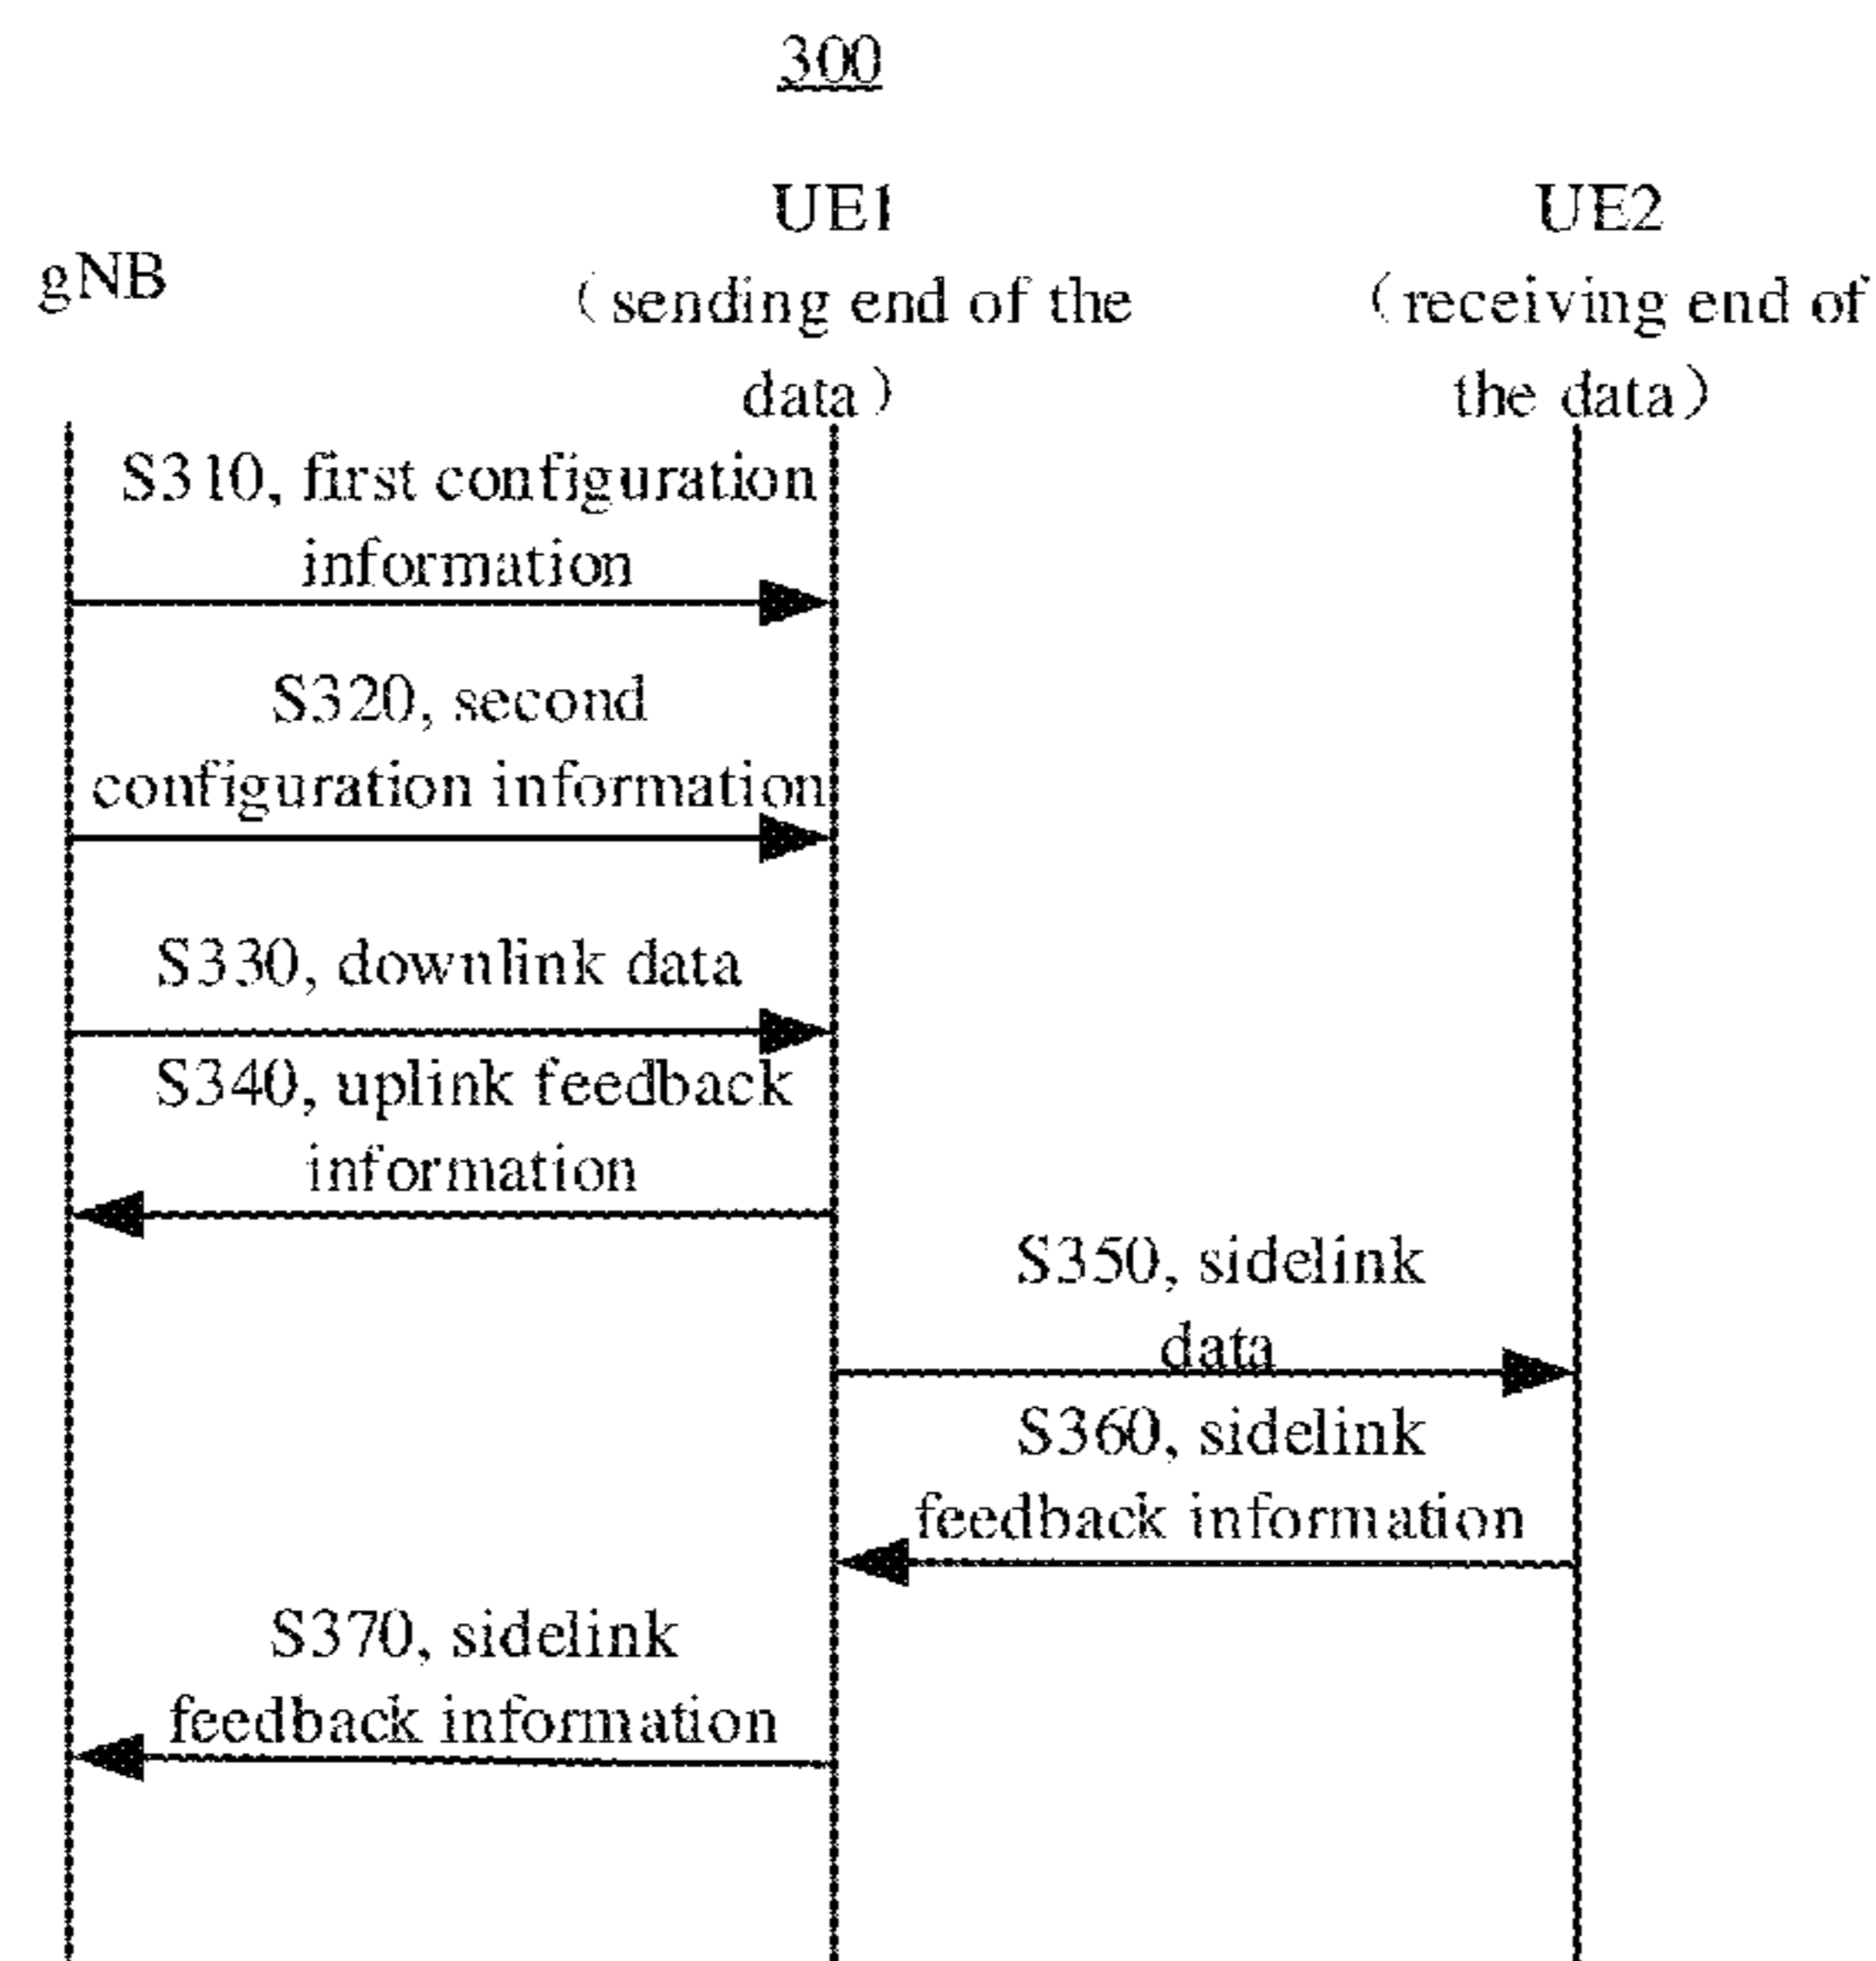 300
gNB
UE1
（sending end of the
data）
UE2
（receiving end of
the data）
S310, first configuration
information
S320, second
configuration information
S330, downlink data
S340, uplink feedback
information
S350, sidelink
data
S360, sidelink
feedback information
S370, sidelink
feedback information